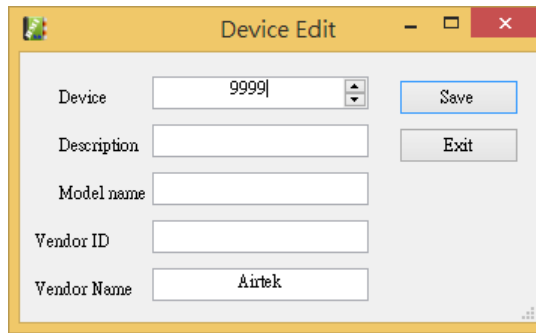 Device Edit
Device 9999 Save
Description Exit
Model name
Vendor ID
Vendor Name Airtek